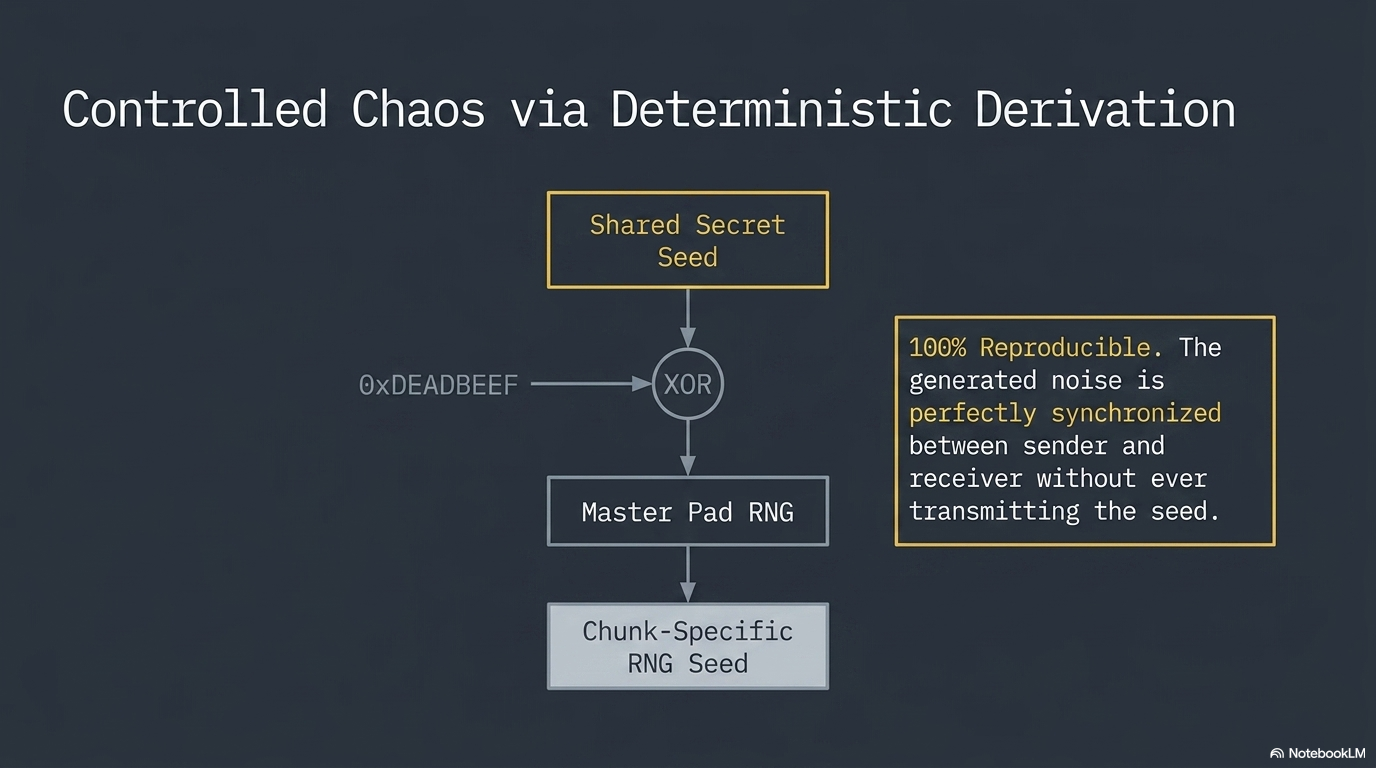 Controlled Chaos via Deterministic Derivation
Shared Secret
Seed
0xDEADBEEF
XOR
Master Pad RNG
Chunk-Specific
RNG Seed
100% Reproducible. The
generated noise is
perfectly synchronized
between sender and
receiver without ever
transmitting the seed.
NotebookLM